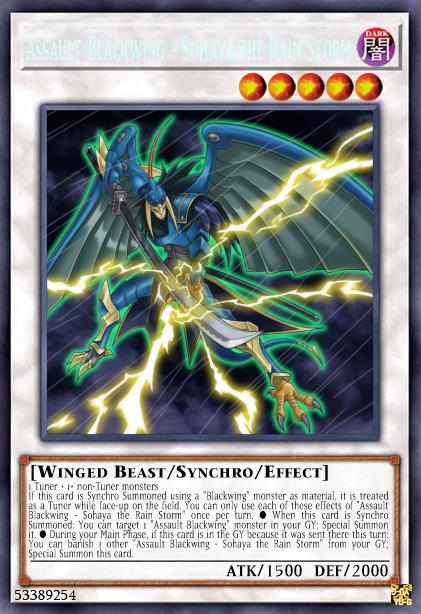 Assault Blackwing - Sohaya the Rain Storm
DARK
闇
[Winged Beast/Synchro/Effect]
1 Tuner + 1+ non-Tuner monsters
If this card is Synchro Summoned using a "Blackwing" monster as material, it is treated
as a Tuner while face-up on the field. You can only use each of these effects of "Assault
Blackwing - Sohaya the Rain Storm" once per turn. ● When this card is Synchro
Summoned: You can target 1 "Assault Blackwing" monster in your GY; Special Summon
it. ● During your Main Phase, if this card is in the GY because it was sent there this turn:
You can banish 1 other "Assault Blackwing - Sohaya the Rain Storm" from your GY;
Special Summon this card.
ATK/1500 DEF/2000
53389254